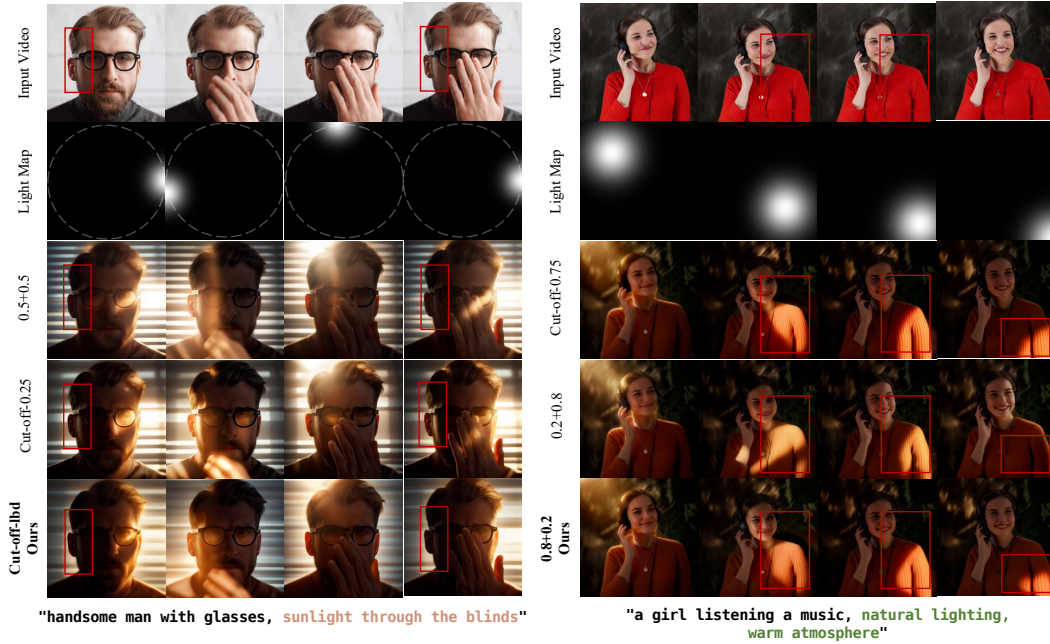 Input Video
Light Map
0.5+0.5
Cut-off-0.25
Cut-off-lbd
Ours
"handsome man with glasses, sunlight through the blinds"
Input Video
Light Map
Cut-off-0.75
0.2+0.8
0.8+0.2
Ours
"a girl listening a music, natural lighting,
warm atmosphere"